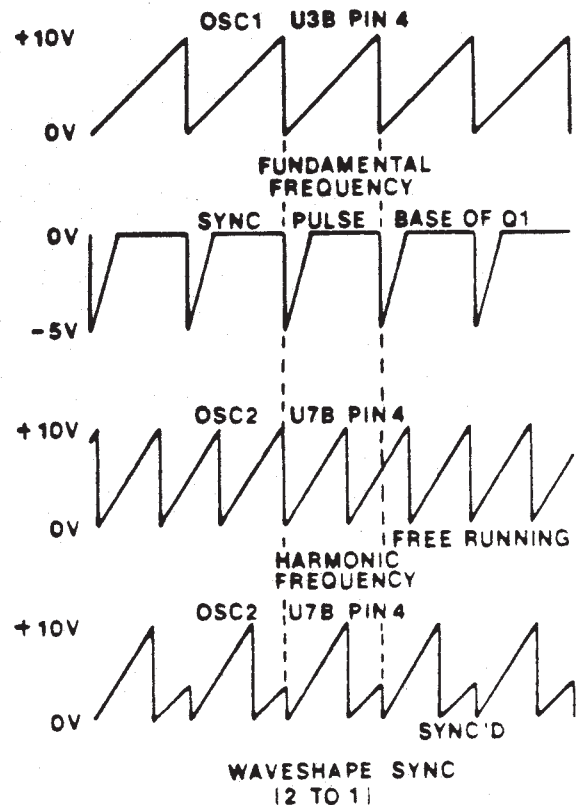 OSC1 U3B PIN 4
+10V
0V
FUNDAMENTAL
FREQUENCY
SYNC PULSE BASE OF Q1
0V
-5V
OSC2 U7B PIN 4
+10V
0V
FREE RUNNING
HARMONIC
FREQUENCY
OSC2 U7B PIN 4
+10V
0V
SYNC'D
WAVESHAPE SYNC
(2 TO 1)